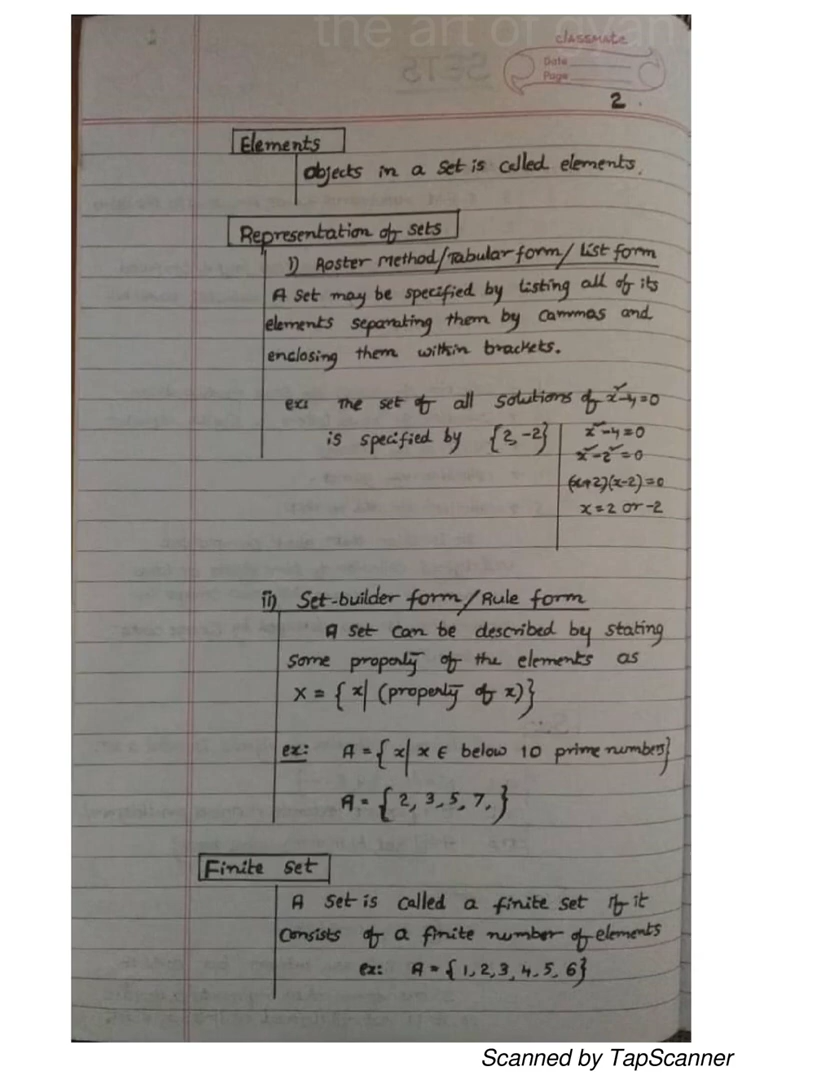 the art of gyan
classmate
Date
Page
2.
Elements
objects in a set is called elements.
Representation of sets
i) Roster Method/Tabular form/List form
A set may be specified by listing all of its
elements separating them by cammas and
enclosing them within brackets.
ex: The set of all solutions of x²-4=0
is specified by {2,-2}
x²-4=0
x²-2²=0
(x+2)(x-2)=0
x=2 or -2
ii) Set-builder form/Rule form
A set can be described by stating
some property of the elements as
X = {x| (property of x)}
ex: A = {x| x ∈ below 10 prime numbers}
A = {2, 3, 5, 7, }
Finite set
A set is called a finite set if it
consists of a finite number of elements
ex: A = {1, 2, 3, 4, 5, 6}
Scanned by TapScanner